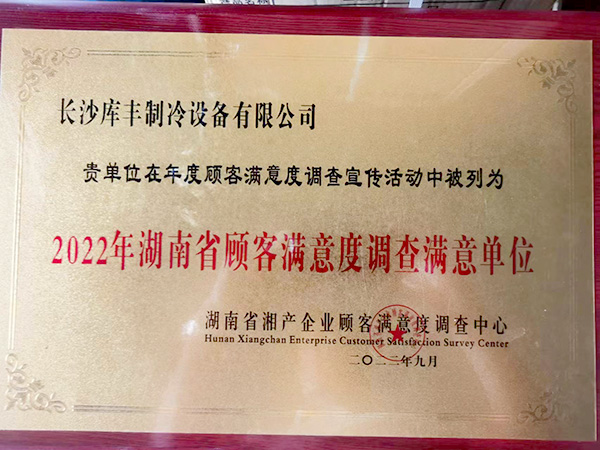 长沙库丰制冷设备有限公司
贵单位在年度顾客满意度调查宣传活动中被列为
2022年湖南省顾客满意度调查满意单位
湖南省湘产企业顾客满意度调查中心
Hunan Xiangchan Enterprise Customer Satisfaction Survey Center
二〇二二年九月